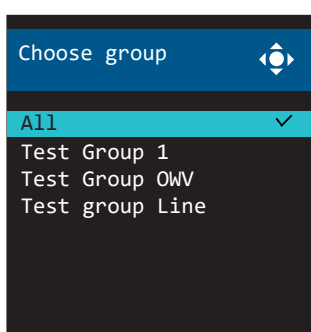 Choose group
All
Test Group 1
Test Group OWV
Test group Line